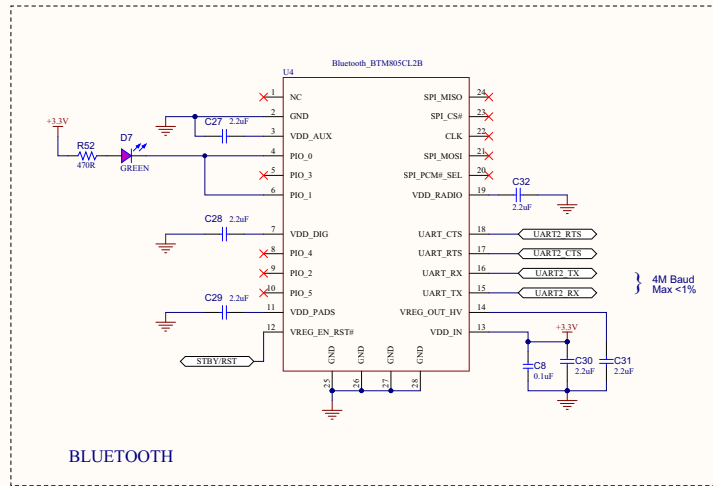 Bluetooth_BTM805CL2B
U4
1 NC SPI_MISO 24
2 GND SPI_CS# 23
C27 2.2uF
3 VDD_AUX CLK 22
+3.3V
R52 D7
470R GREEN
4 PIO_0 SPI_MOSI 21
5 PIO_3 SPI_PCM#_SEL 20
6 PIO_1 VDD_RADIO 19
C32
2.2uF
C28 2.2uF
7 VDD_DIG UART_CTS 18 UART2_RTS
8 PIO_4 UART_RTS 17 UART2_CTS
9 PIO_2 UART_RX 16 UART2_TX
10 PIO_5 UART_TX 15 UART2_RX
4M Baud
Max <1%
C29 2.2uF
11 VDD_PADS VREG_OUT_HV 14
12 VREG_EN_RST# VDD_IN 13
+3.3V
STBY/RST
GND GND GND GND
25 26 27 28
C8
0.1uF
C30
2.2uF
C31
2.2uF
BLUETOOTH